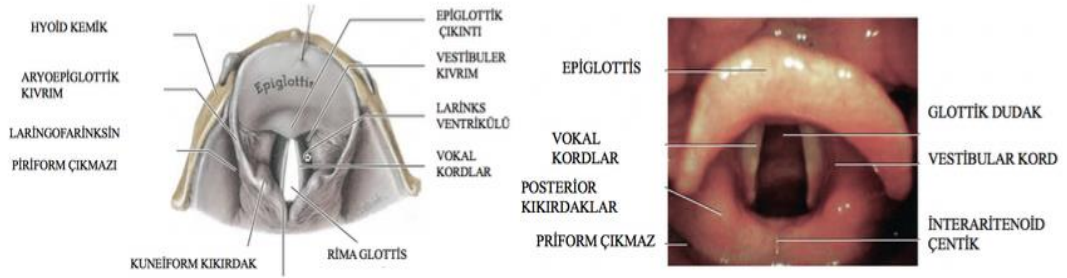 HYOİD KEMİK
ARYOEPİGLOTTİK
KIVRIM
LARİNGOFARİNKSİN
PİRİFORM ÇIKMAZI
KUNEİFORM KIKIRDAK
Epiglottis
EPİGLOTTİK
ÇIKINTI
VESTİBULER
KIVRIM
LARİNKS
VENTRİKÜLÜ
VOKAL
KORDLAR
RİMA GLOTTİS
EPİGLOTTİS
VOKAL
KORDLAR
POSTERİOR
KIKIRDAKLAR
PRİFORM ÇIKMAZ
GLOTTİK DUDAK
VESTİBULAR KORD
İNTERARİTENOİD
ÇENTİK